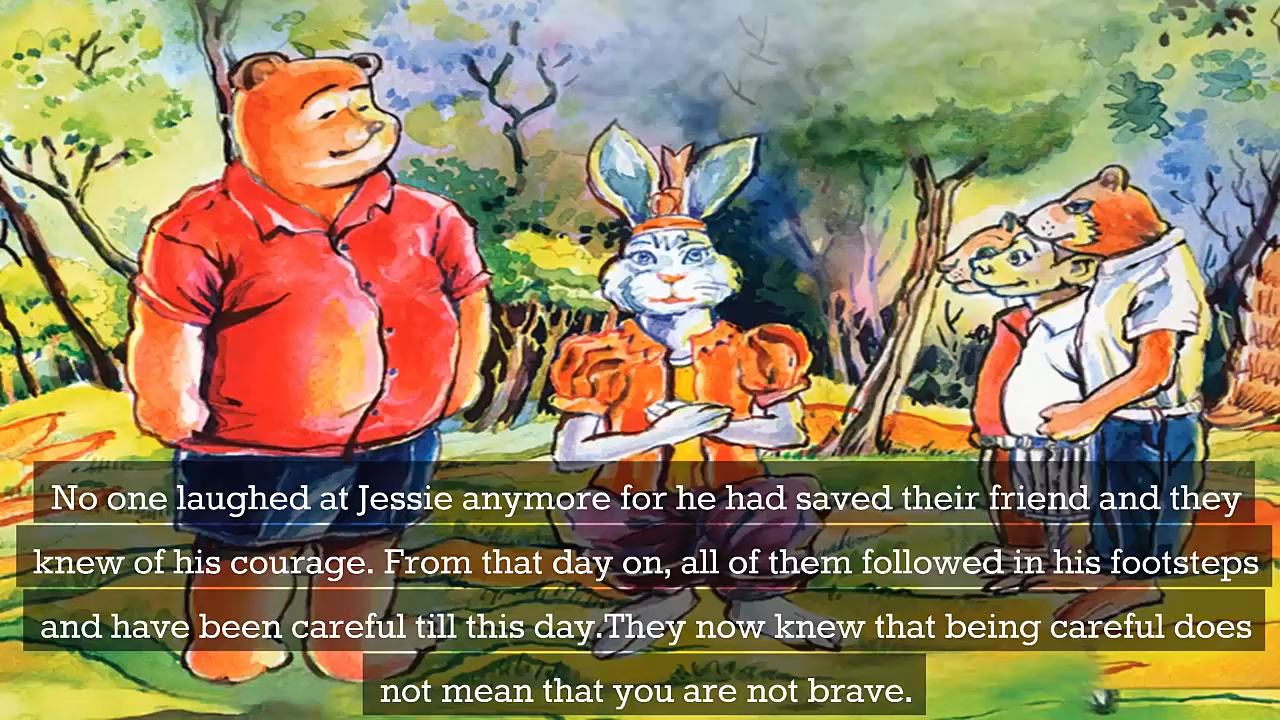 No one laughed at Jessie anymore for he had saved their friend and they
knew of his courage. From that day on, all of them followed in his footsteps
and have been careful till this day.They now knew that being careful does
not mean that you are not brave.